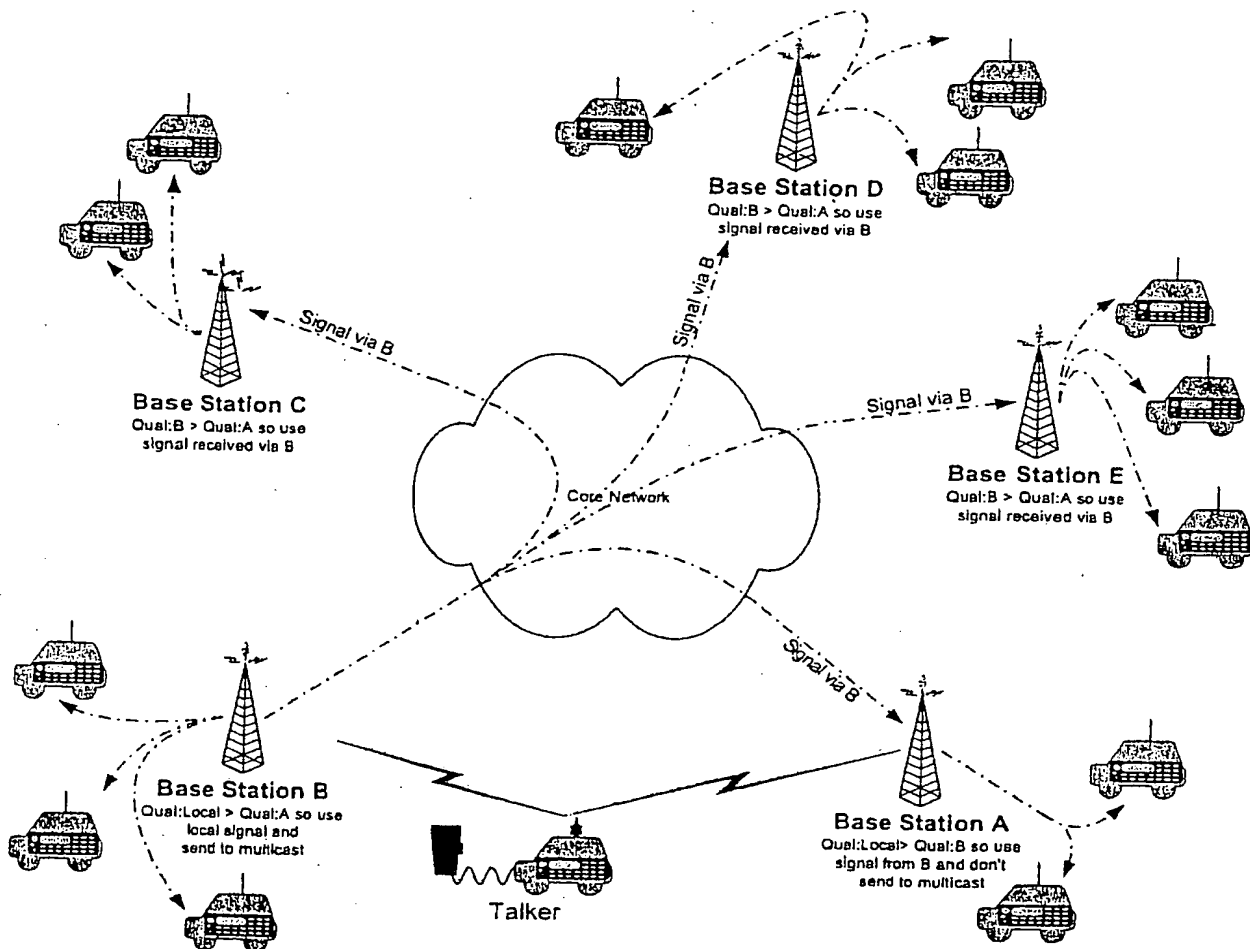 Base Station D
Qual:B > Qual:A so use
signal received via B
Signal via B
Signal via B
Base Station C
Qual:B > Qual:A so use
signal received via B
Signal via B
Base Station E
Qual:B > Qual:A so use
signal received via B
Core Network
Signal via B
Base Station B
Qual:Local > Qual:A so use
local signal and
send to multicast
Base Station A
Qual:Local> Qual:B so use
signal from B and don't
send to multicast
Talker